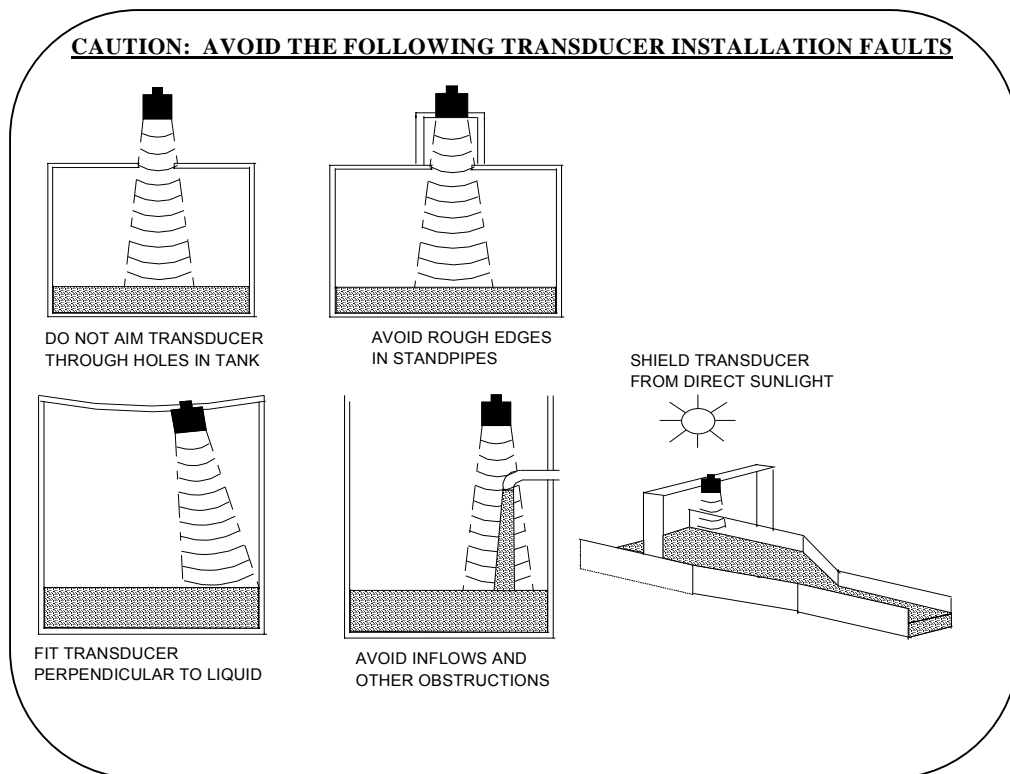 CAUTION: AVOID THE FOLLOWING TRANSDUCER INSTALLATION FAULTS
DO NOT AIM TRANSDUCER
THROUGH HOLES IN TANK
AVOID ROUGH EDGES
IN STANDPIPES
SHIELD TRANSDUCER
FROM DIRECT SUNLIGHT
FIT TRANSDUCER
PERPENDICULAR TO LIQUID
AVOID INFLOWS AND
OTHER OBSTRUCTIONS